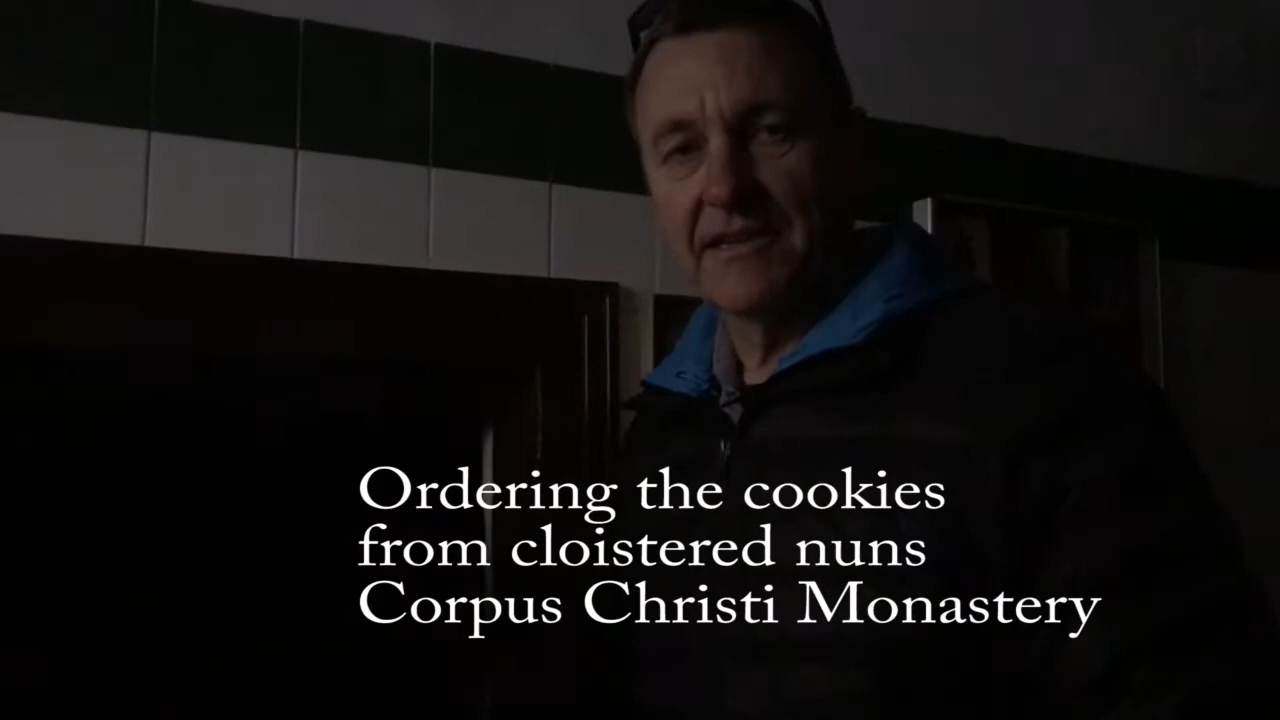 Ordering the cookies
from cloistered nuns
Corpus Christi Monastery